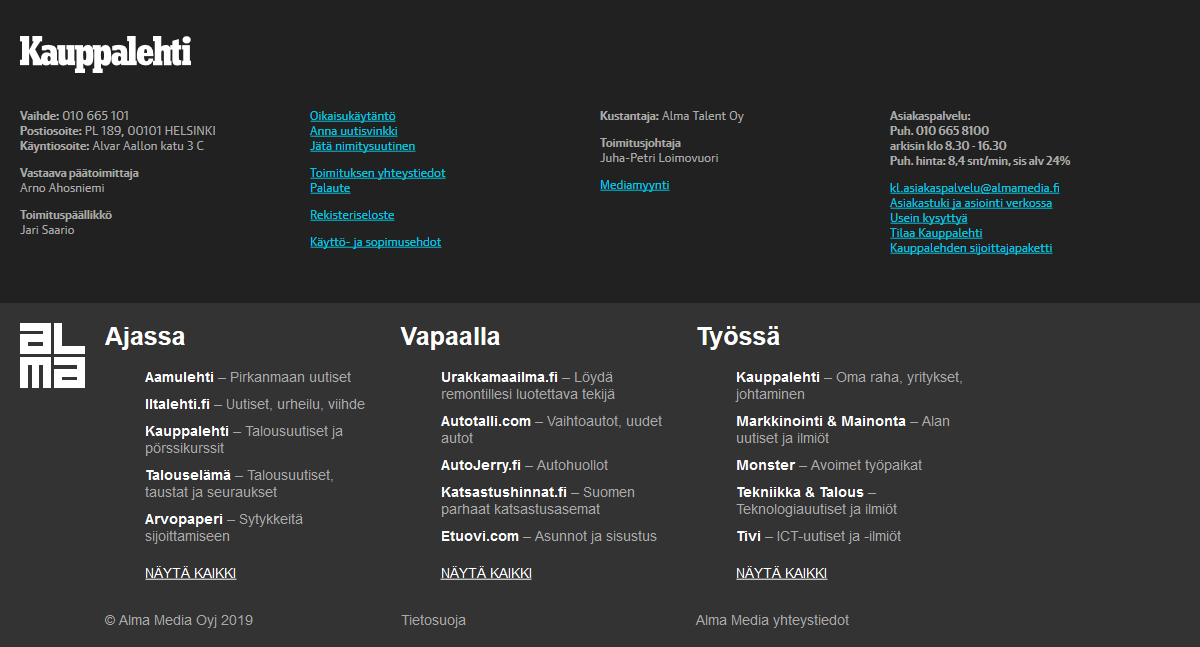 Kauppalehti
Vaihde: 010 665 101
Postiosoite: PL 189, 00101 HELSINKI
Käyntiosoite: Alvar Aallon katu 3 C
Vastaava päätoimittaja
Arno Ahosniemi
Toimituspäällikkö
Jari Saario
Oikaisukäytäntö
Anna uutisvinkki
Jätä nimitysuutinen
Toimituksen yhteystiedot
Palaute
Rekisteriseloste
Käyttö- ja sopimusehdot
Kustantaja: Alma Talent Oy
Toimitusjohtaja
Juha-Petri Loimovuori
Mediamyynti
Asiakaspalvelu:
Puh. 010 665 8100
arkisin klo 8.30 - 16.30
Puh. hinta: 8,4 snt/min, sis alv 24%
kl.asiakaspalvelu@almamedia.fi
Asiakastuki ja asiointi verkossa
Usein kysyttyä
Tilaa Kauppalehti
Kauppalehden sijoittajapaketti
aL
ma
Ajassa
Aamulehti – Pirkanmaan uutiset
Iltalehti.fi – Uutiset, urheilu, viihde
Kauppalehti – Talousuutiset ja
pörssikurssit
Talouselämä – Talousuutiset,
taustat ja seuraukset
Arvopaperi – Sytykkeitä
sijoittamiseen
NÄYTÄ KAIKKI
Vapaalla
Urakkamaailma.fi – Löydä
remontillesi luotettava tekijä
Autotalli.com – Vaihtoautot, uudet
autot
AutoJerry.fi – Autohuollot
Katsastushinnat.fi – Suomen
parhaat katsastusasemat
Etuovi.com – Asunnot ja sisustus
NÄYTÄ KAIKKI
Työssä
Kauppalehti – Oma raha, yritykset,
johtaminen
Markkinointi & Mainonta – Alan
uutiset ja ilmiöt
Monster – Avoimet työpaikat
Tekniikka & Talous –
Teknologiauutiset ja ilmiöt
Tivi – ICT-uutiset ja -ilmiöt
NÄYTÄ KAIKKI
© Alma Media Oyj 2019
Tietosuoja
Alma Media yhteystiedot